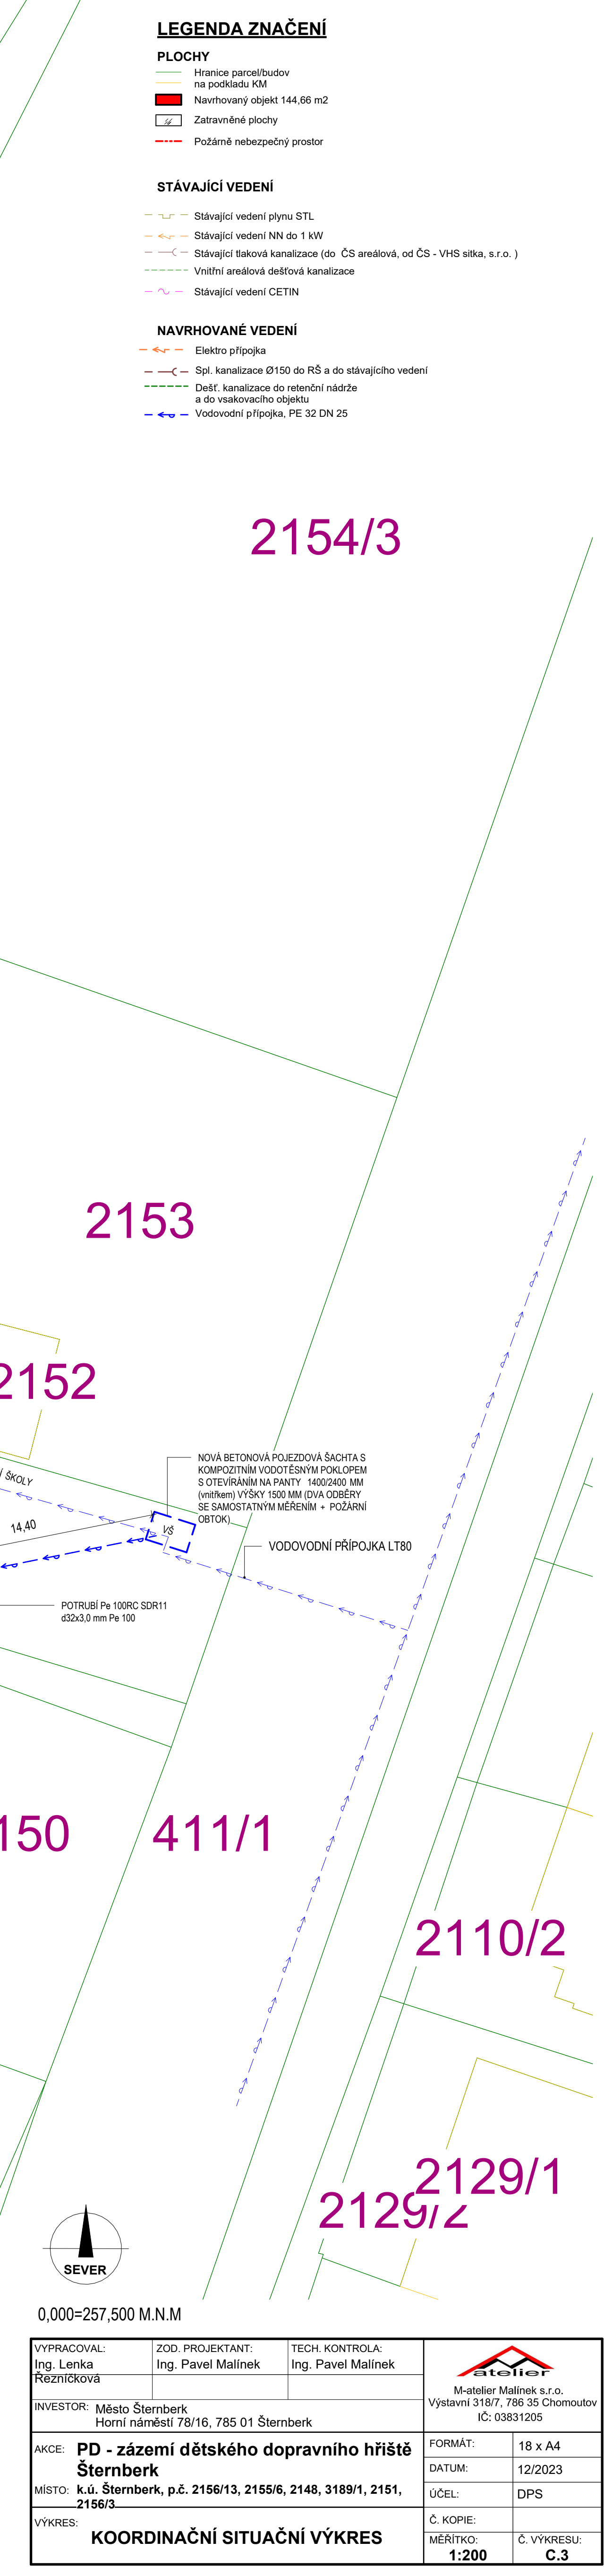 LEGENDA ZNAČENÍ
PLOCHY
Hranice parcel/budov
na podkladu KM
Navrhovaný objekt 144,66 m2
Zatravněné plochy
Požárně nebezpečný prostor
STÁVAJÍCÍ VEDENÍ
Stávající vedení plynu STL
Stávající vedení NN do 1 kW
Stávající tlaková kanalizace (do ČS areálová, od ČS - VHS sitka, s.r.o. )
Vnitřní areálová dešťová kanalizace
Stávající vedení CETIN
NAVRHOVANÉ VEDENÍ
Elektro přípojka
Spl. kanalizace Ø150 do RŠ a do stávajícího vedení
Dešť. kanalizace do retenční nádrže
a do vsakovacího objektu
Vodovodní přípojka, PE 32 DN 25
2154/3
2153
2152
NOVÁ BETONOVÁ POJEZDOVÁ ŠACHTA S
KOMPOZITNÍM VODOTĚSNÝM POKLOPEM
S OTEVÍRÁNÍM NA PANTY 1400/2400 MM
(vnitřkem) VÝŠKY 1500 MM (DVA ODBĚRY
SE SAMOSTATNÝM MĚŘENÍM + POŽÁRNÍ
OBTOK)
Í ŠKOLY
14,40
VŠ
VODOVODNÍ PŘÍPOJKA LT80
POTRUBÍ Pe 100RC SDR11
d32x3,0 mm Pe 100
150
411/1
2110/2
2129/1
2129/2
SEVER
0,000=257,500 M.N.M
VYPRACOVAL:
Ing. Lenka
Řezníčková
ZOD. PROJEKTANT:
Ing. Pavel Malínek
TECH. KONTROLA:
Ing. Pavel Malínek
atelier
M-atelier Malínek s.r.o.
Výstavní 318/7, 786 35 Chomoutov
IČ: 03831205
INVESTOR: Město Šternberk
Horní náměstí 78/16, 785 01 Šternberk
AKCE: PD - zázemí dětského dopravního hřiště
Šternberk
MÍSTO: k.ú. Šternberk, p.č. 2156/13, 2155/6, 2148, 3189/1, 2151,
2156/3
VÝKRES:
KOORDINAČNÍ SITUAČNÍ VÝKRES
FORMÁT: 18 x A4
DATUM: 12/2023
ÚČEL: DPS
Č. KOPIE:
MĚŘÍTKO: 1:200
Č. VÝKRESU: C.3